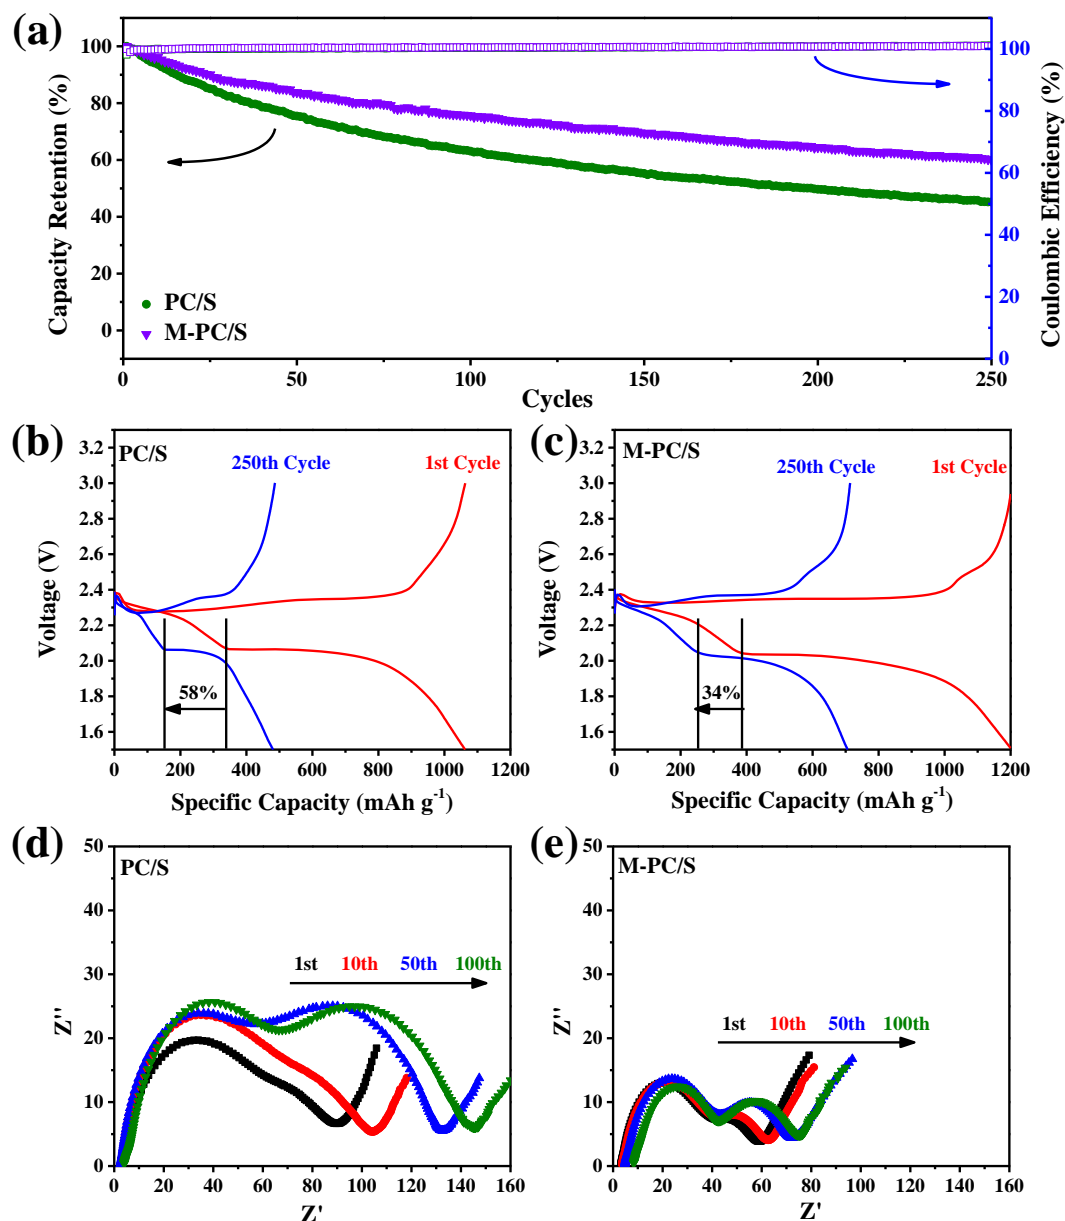 (a)
100
80
60
40
20
0
Capacity Retention (%)
PC/S
M-PC/S
0
50
100
150
200
250
Cycles
100
80
60
40
20
0
Coulombic Efficiency (%)
(b)
PC/S
250th Cycle
1st Cycle
58%
3.2
3.0
2.8
2.6
2.4
2.2
2.0
1.8
1.6
Voltage (V)
0 200 400 600 800 1000 1200
Specific Capacity (mAh g⁻¹)
(c)
M-PC/S
250th Cycle
1st Cycle
34%
3.2
3.0
2.8
2.6
2.4
2.2
2.0
1.8
1.6
Voltage (V)
0 200 400 600 800 1000 1200
Specific Capacity (mAh g⁻¹)
(d)
PC/S
1st 10th 50th 100th
50
40
30
20
10
0
Z''
0 20 40 60 80 100 120 140 160
Z'
(e)
M-PC/S
1st 10th 50th 100th
50
40
30
20
10
0
Z''
0 20 40 60 80 100 120 140 160
Z'